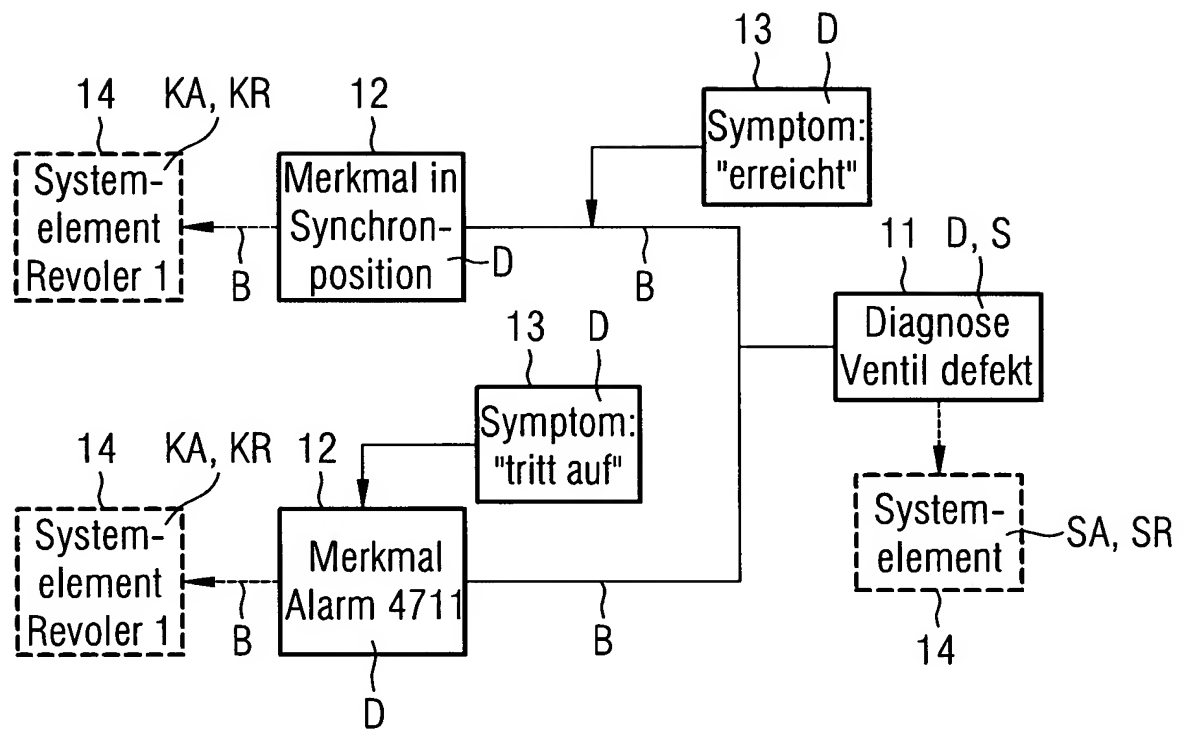 13 D
14 KA, KR 12
Symptom:
"erreicht"
System-
element
Revoler 1
Merkmal in
Synchron-
position
D
B
B
11 D, S
13 D
Diagnose
Ventil defekt
Symptom:
"tritt auf"
14 KA, KR 12
System-
element
Revoler 1
Merkmal
Alarm 4711
System-
element
SA, SR
B
B
14
D